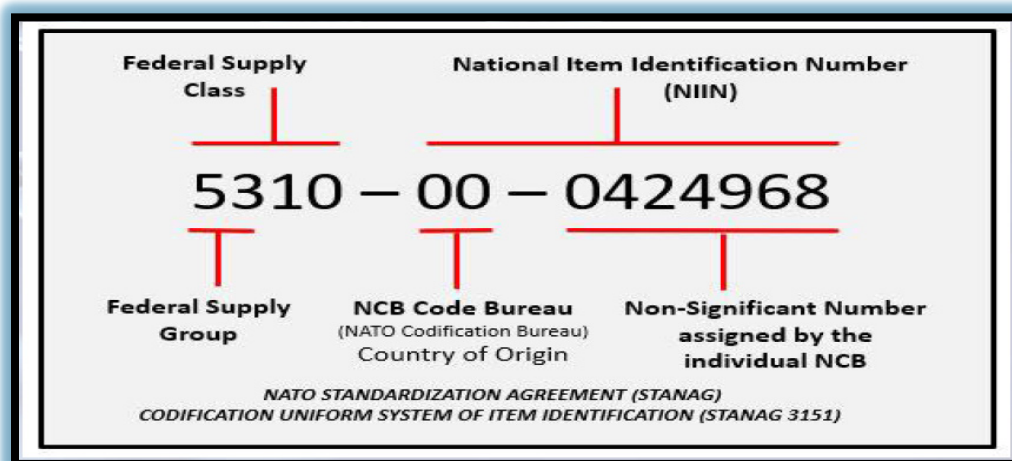 Federal Supply
Class
National Item Identification Number
(NIIN)
5310 – 00 – 0424968
Federal Supply
Group
NCB Code Bureau
(NATO Codification Bureau)
Country of Origin
Non-Significant Number
assigned by the
individual NCB
NATO STANDARDIZATION AGREEMENT (STANAG)
CODIFICATION UNIFORM SYSTEM OF ITEM IDENTIFICATION (STANAG 3151)